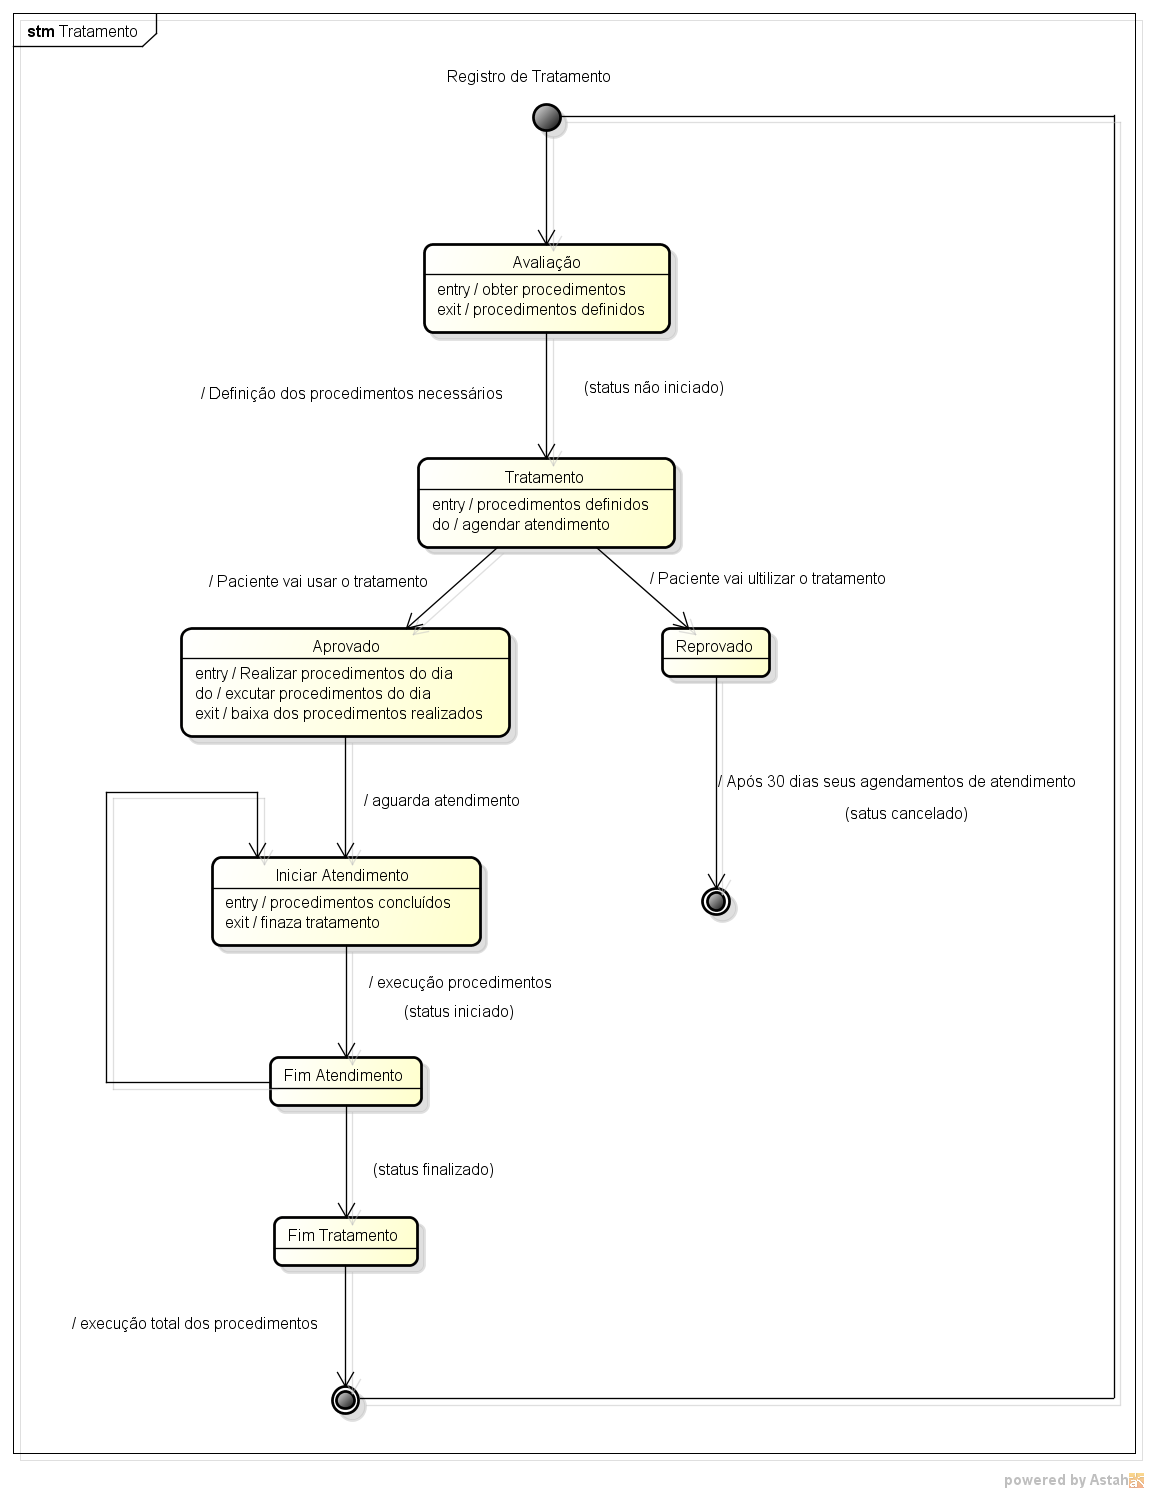 stm Tratamento
Registro de Tratamento
Avaliação
entry / obter procedimentos
exit / procedimentos definidos
/ Definição dos procedimentos necessários
(status não iniciado)
Tratamento
entry / procedimentos definidos
do / agendar atendimento
/ Paciente vai usar o tratamento
/ Paciente vai ultilizar o tratamento
Aprovado
entry / Realizar procedimentos do dia
do / excutar procedimentos do dia
exit / baixa dos procedimentos realizados
Reprovado
/ Após 30 dias seus agendamentos de atendimento
(satus cancelado)
/ aguarda atendimento
Iniciar Atendimento
entry / procedimentos concluídos
exit / finaza tratamento
/ execução procedimentos
(status iniciado)
Fim Atendimento
(status finalizado)
Fim Tratamento
/ execução total dos procedimentos
powered by Astah